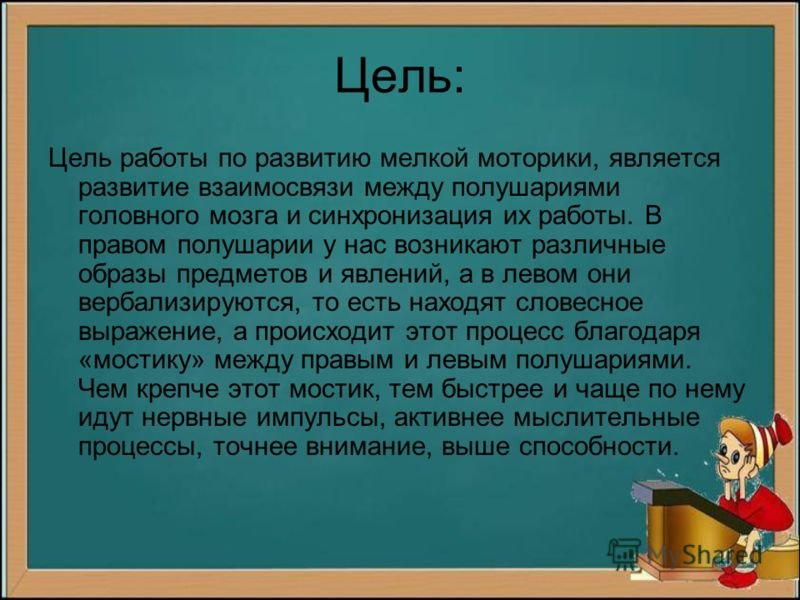 Цель:
Цель работы по развитию мелкой моторики, является
развитие взаимосвязи между полушариями
головного мозга и синхронизация их работы. В
правом полушарии у нас возникают различные
образы предметов и явлений, а в левом они
вербализируются, то есть находят словесное
выражение, а происходит этот процесс благодаря
«мостику» между правым и левым полушариями.
Чем крепче этот мостик, тем быстрее и чаще по нему
идут нервные импульсы, активнее мыслительные
процессы, точнее внимание, выше способности.
MyShared